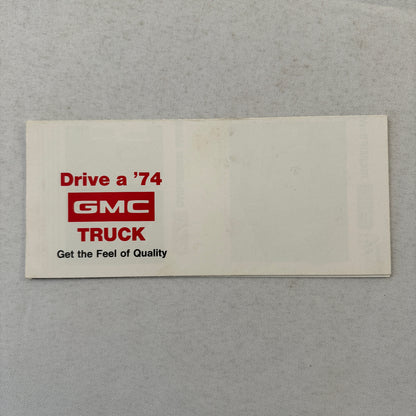 Drive a '74
GMC
TRUCK
Get the Feel of Quality